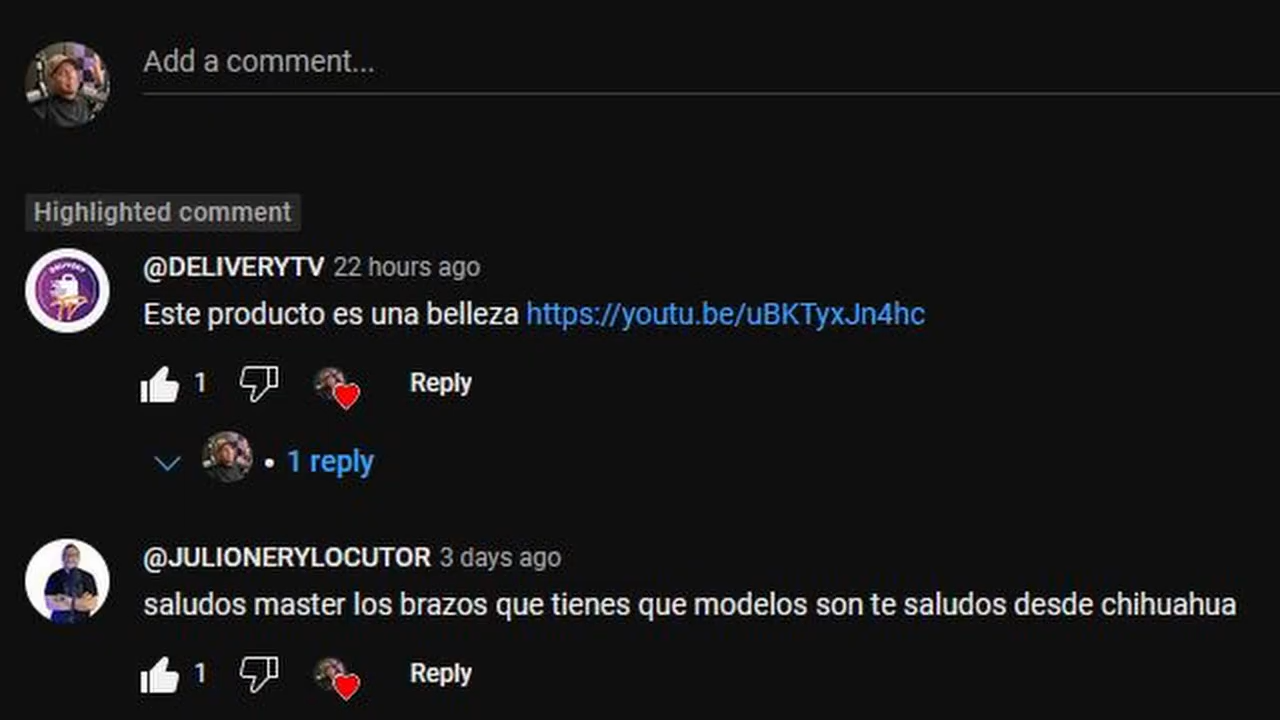 Add a comment...
Highlighted comment
@DELIVERYTV 22 hours ago
Este producto es una belleza https://youtu.be/uBKTyxJn4hc
1 Reply
1 reply
@JULIONERYLOCUTOR 3 days ago
saludos master los brazos que tienes que modelos son te saludos desde chihuahua
1 Reply